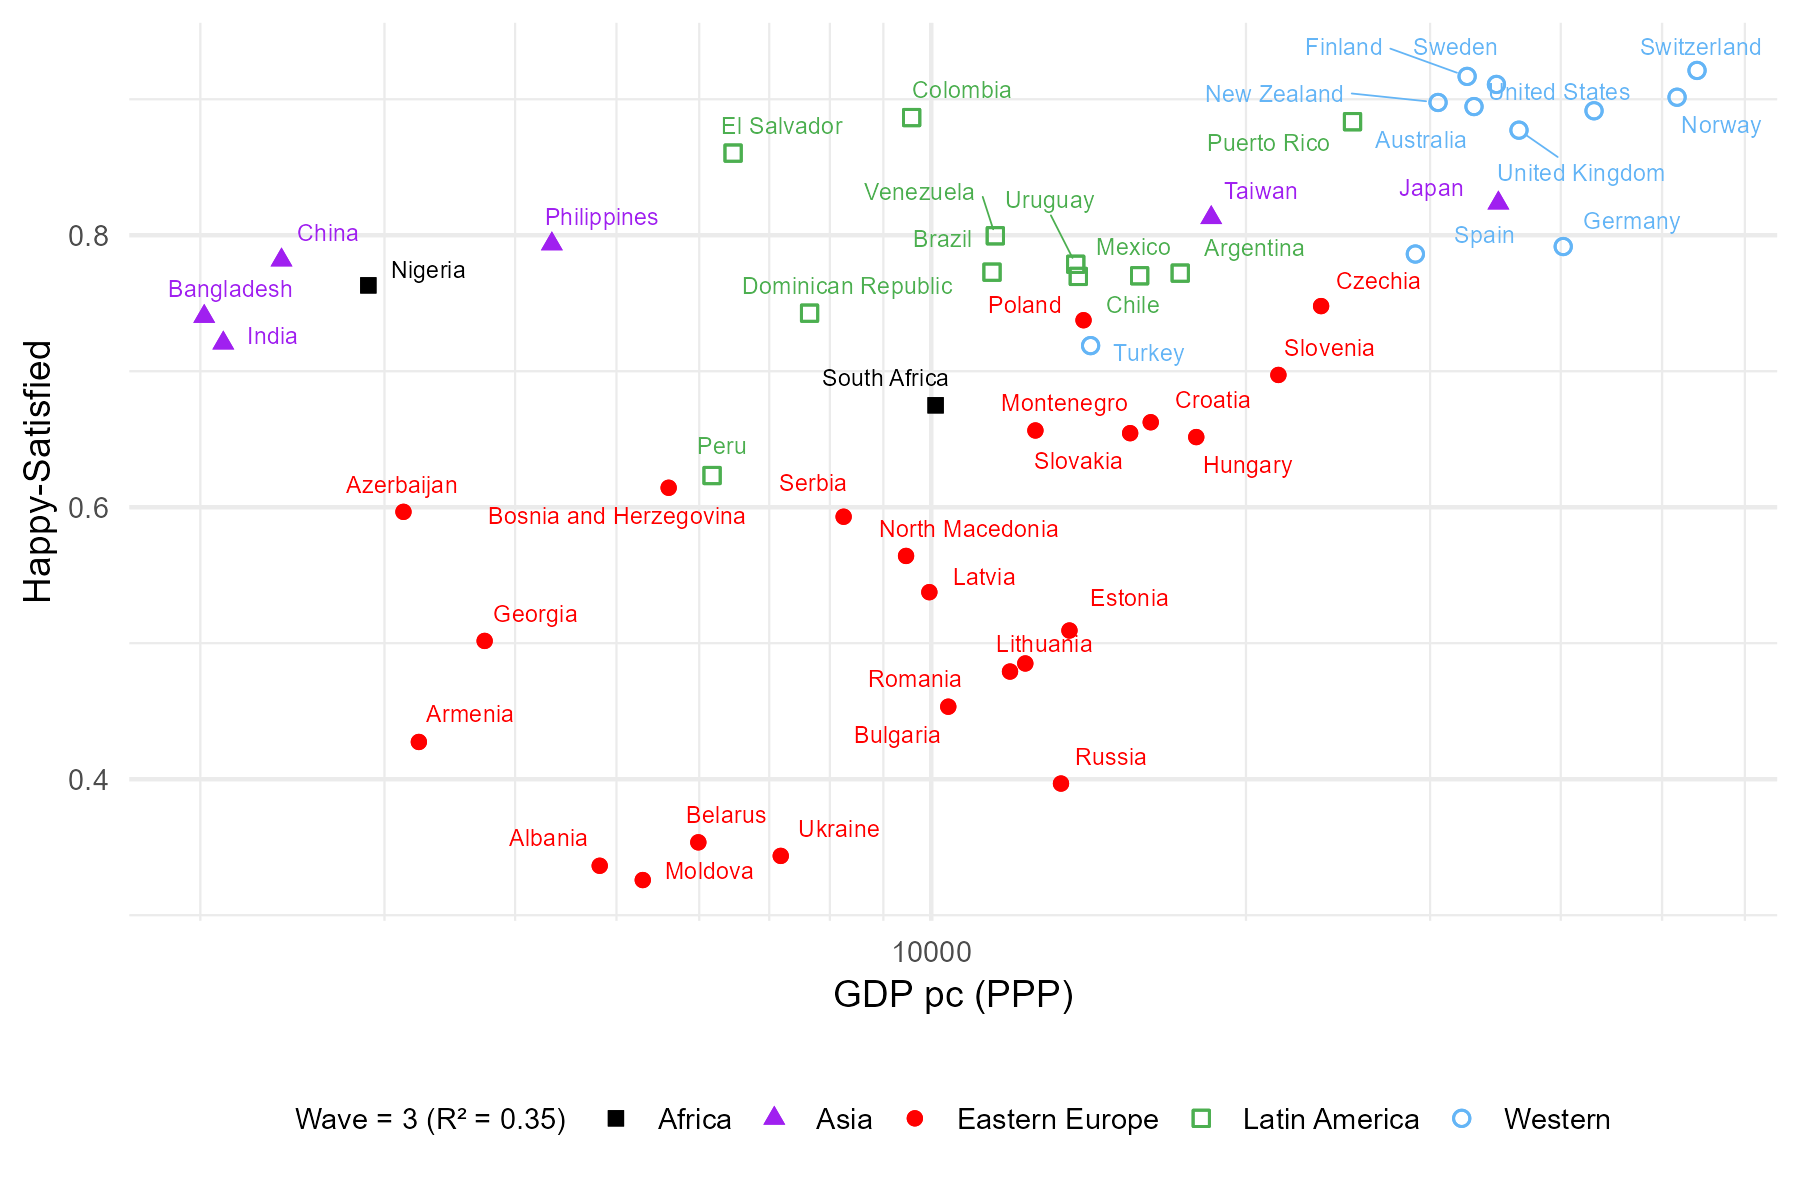 Finland
Sweden
Switzerland
Colombia
New Zealand
United States
El Salvador
Norway
Puerto Rico
Australia
United Kingdom
Venezuela
Taiwan
Japan
Uruguay
Philippines
Germany
China
Brazil
Mexico
Argentina
Spain
0.8
Nigeria
Bangladesh
Dominican Republic
Czechia
Poland
Chile
India
Turkey
Slovenia
South Africa
Montenegro
Croatia
Peru
Slovakia
Hungary
Azerbaijan
Serbia
0.6
Bosnia and Herzegovina
North Macedonia
Happy-Satisfied
Latvia
Estonia
Georgia
Lithuania
Romania
Armenia
Bulgaria
Russia
0.4
Belarus
Albania
Ukraine
Moldova
10000
GDP pc (PPP)
Wave = 3 (R² = 0.35) Africa Asia Eastern Europe Latin America Western